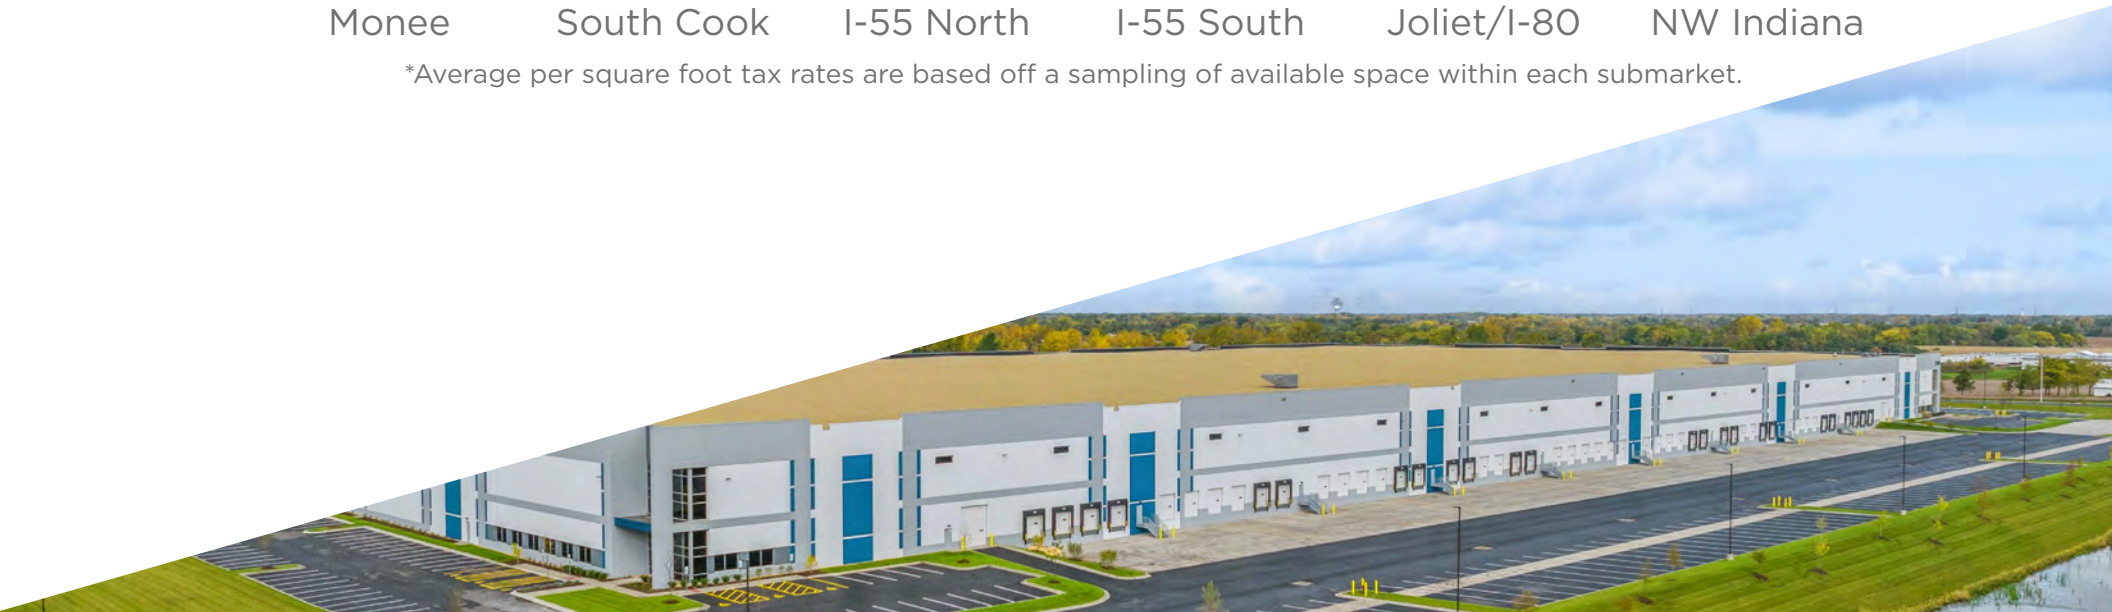 Monee South Cook I-55 North I-55 South Joliet/I-80 NW Indiana
*Average per square foot tax rates are based off a sampling of available space within each submarket.